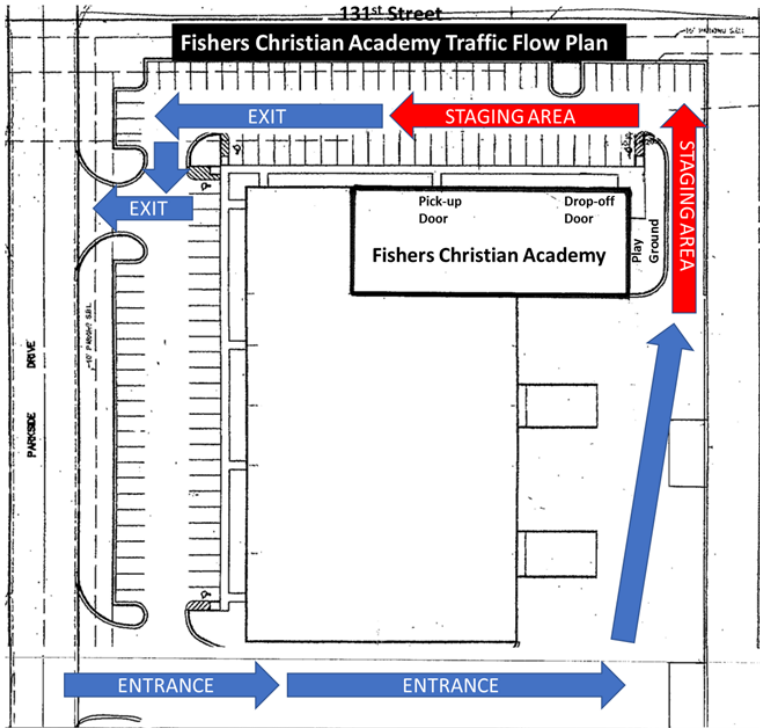 131st Street
Fishers Christian Academy Traffic Flow Plan
EXIT
STAGING AREA
EXIT
STAGING AREA
Pick-up
Door
Drop-off
Door
Fishers Christian Academy
Play
Ground
PARKSIDE DRIVE
ENTRANCE
ENTRANCE